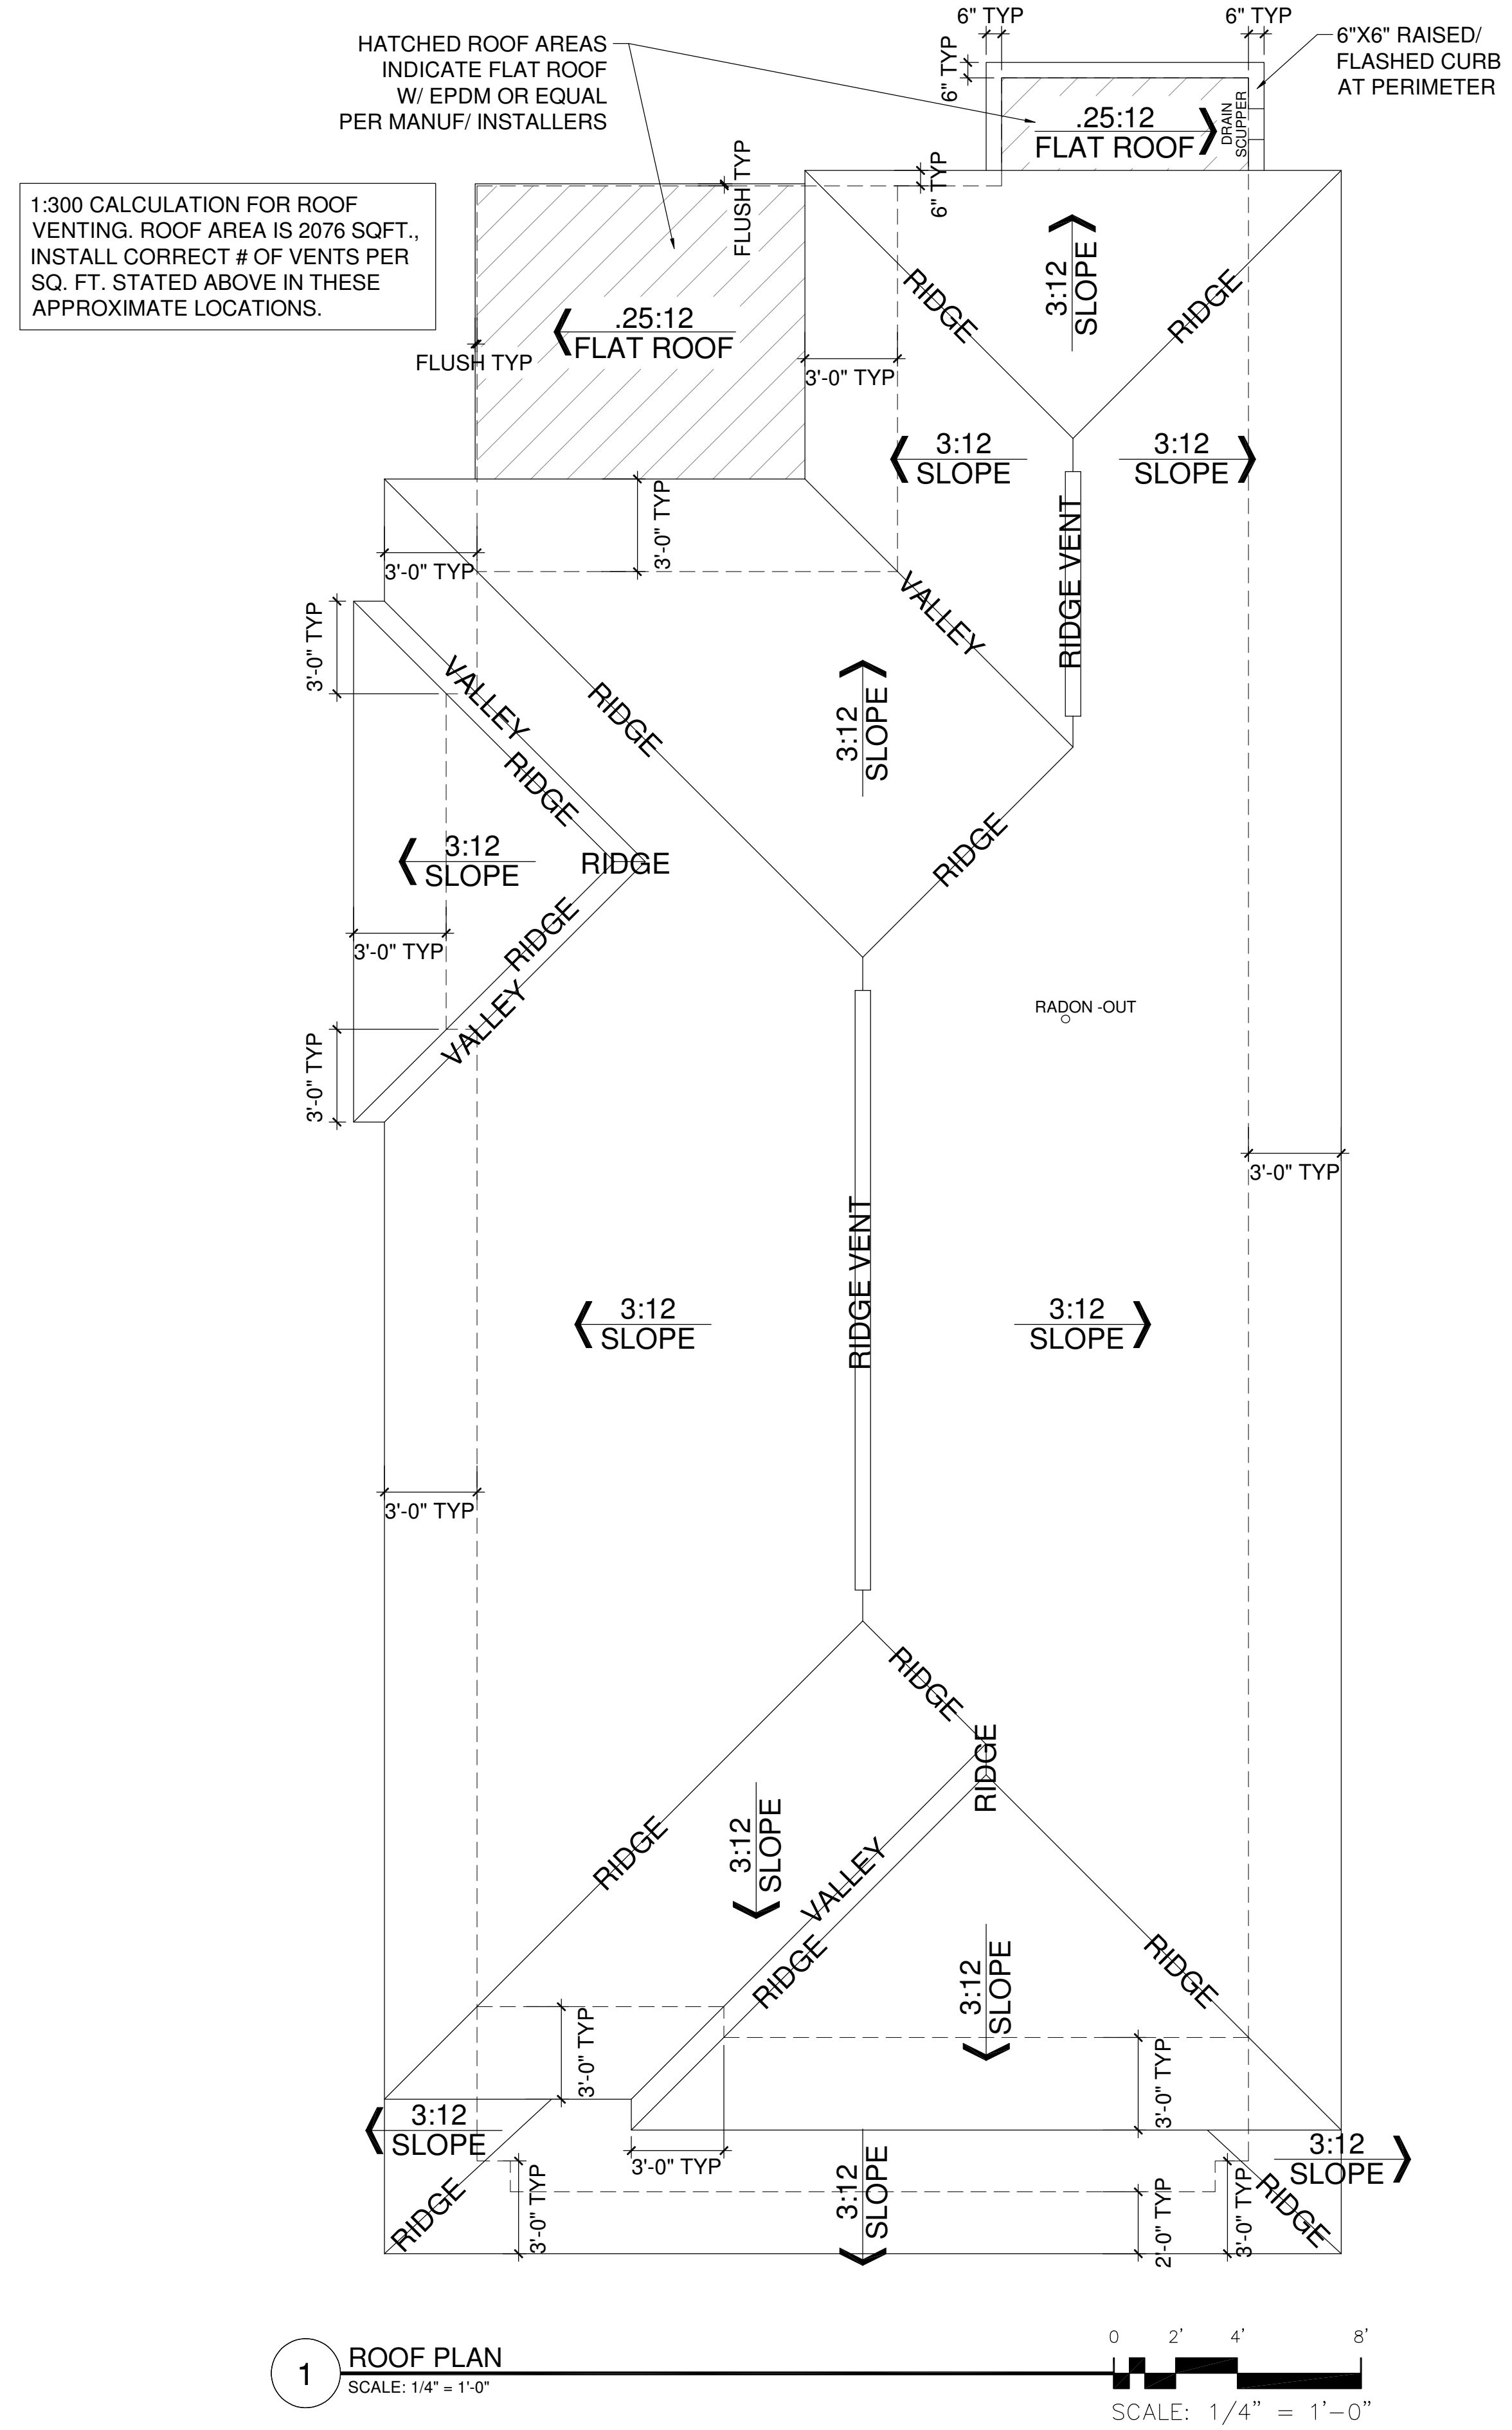 6" TYP
6" TYP
HATCHED ROOF AREAS
INDICATE FLAT ROOF
W/ EPDM OR EQUAL
PER MANUF/ INSTALLERS
6"X6" RAISED/
FLASHED CURB
AT PERIMETER
6" TYP
.25:12
FLAT ROOF
DRAIN
SCUPPER
1:300 CALCULATION FOR ROOF
VENTING. ROOF AREA IS 2076 SQFT.,
INSTALL CORRECT # OF VENTS PER
SQ. FT. STATED ABOVE IN THESE
APPROXIMATE LOCATIONS.
FLUSH TYP
6" TYP
3:12
SLOPE
RIDGE
RIDGE
.25:12
FLAT ROOF
FLUSH TYP
3'-0" TYP
3:12
SLOPE
3:12
SLOPE
3'-0" TYP
3'-0" TYP
RIDGE VENT
VALLEY
3'-0" TYP
VALLEY
RIDGE
3:12
SLOPE
RIDGE
3:12
SLOPE
RIDGE
RIDGE
RIDGE
3'-0" TYP
VALLEY
3'-0" TYP
RADON -OUT
3'-0" TYP
RIDGE VENT
3:12
SLOPE
3:12
SLOPE
3'-0" TYP
RIDGE
RIDGE
RIDGE
3:12
SLOPE
VALLEY
RIDGE
3:12
SLOPE
RIDGE
3'-0" TYP
3'-0" TYP
3:12
SLOPE
3'-0" TYP
3:12
SLOPE
3:12
SLOPE
RIDGE
3'-0" TYP
2'-0" TYP
3'-0" TYP
RIDGE
1
ROOF PLAN
SCALE: 1/4" = 1'-0"
0 2' 4' 8'
SCALE: 1/4" = 1'-0"